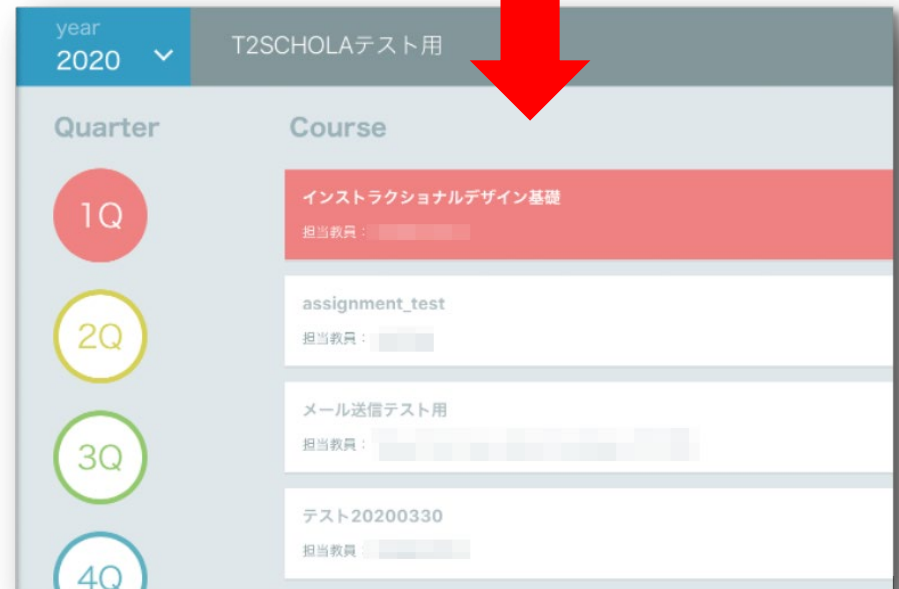 year
2020
T2SCHOLAテスト用
Quarter
Course
1Q
インストラクショナルデザイン基礎
担当教員：
2Q
assignment_test
担当教員：
3Q
メール送信テスト用
担当教員：
4Q
テスト20200330
担当教員